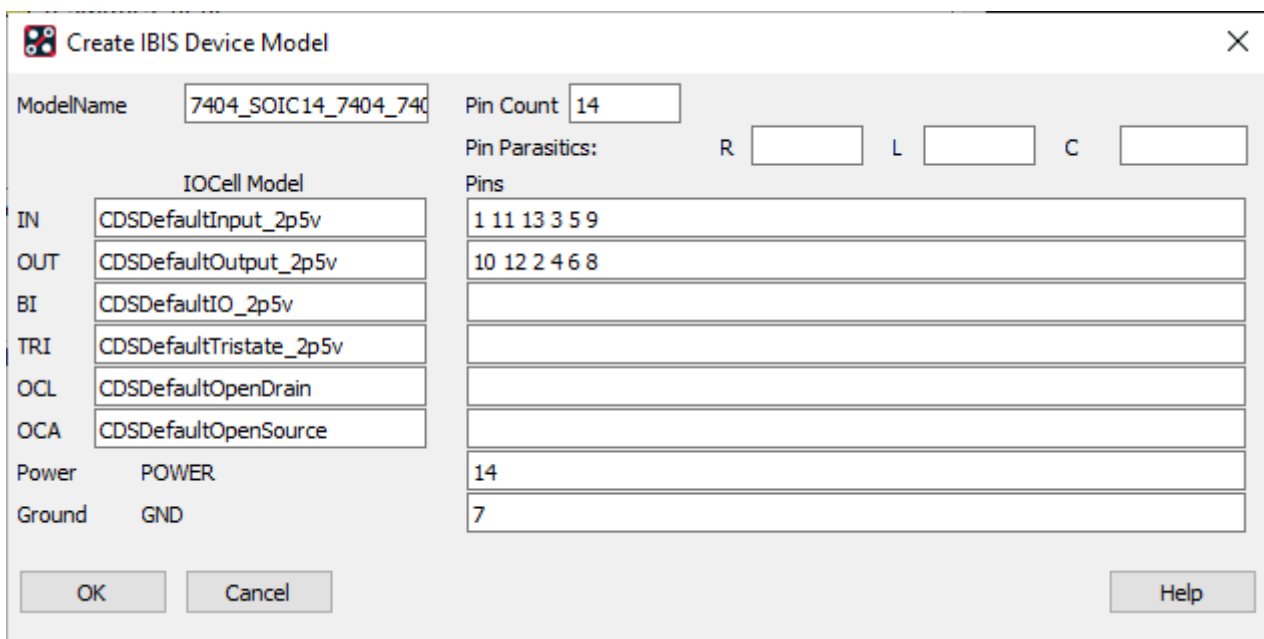 Create IBIS Device Model
ModelName 7404_SOIC14_7404_740 Pin Count 14
Pin Parasitics: R L C
IOCell Model Pins
IN CDSDefaultInput_2p5v 1 11 13 3 5 9
OUT CDSDefaultOutput_2p5v 10 12 2 4 6 8
BI CDSDefaultIO_2p5v
TRI CDSDefaultTristate_2p5v
OCL CDSDefaultOpenDrain
OCA CDSDefaultOpenSource
Power POWER 14
Ground GND 7
OK Cancel Help